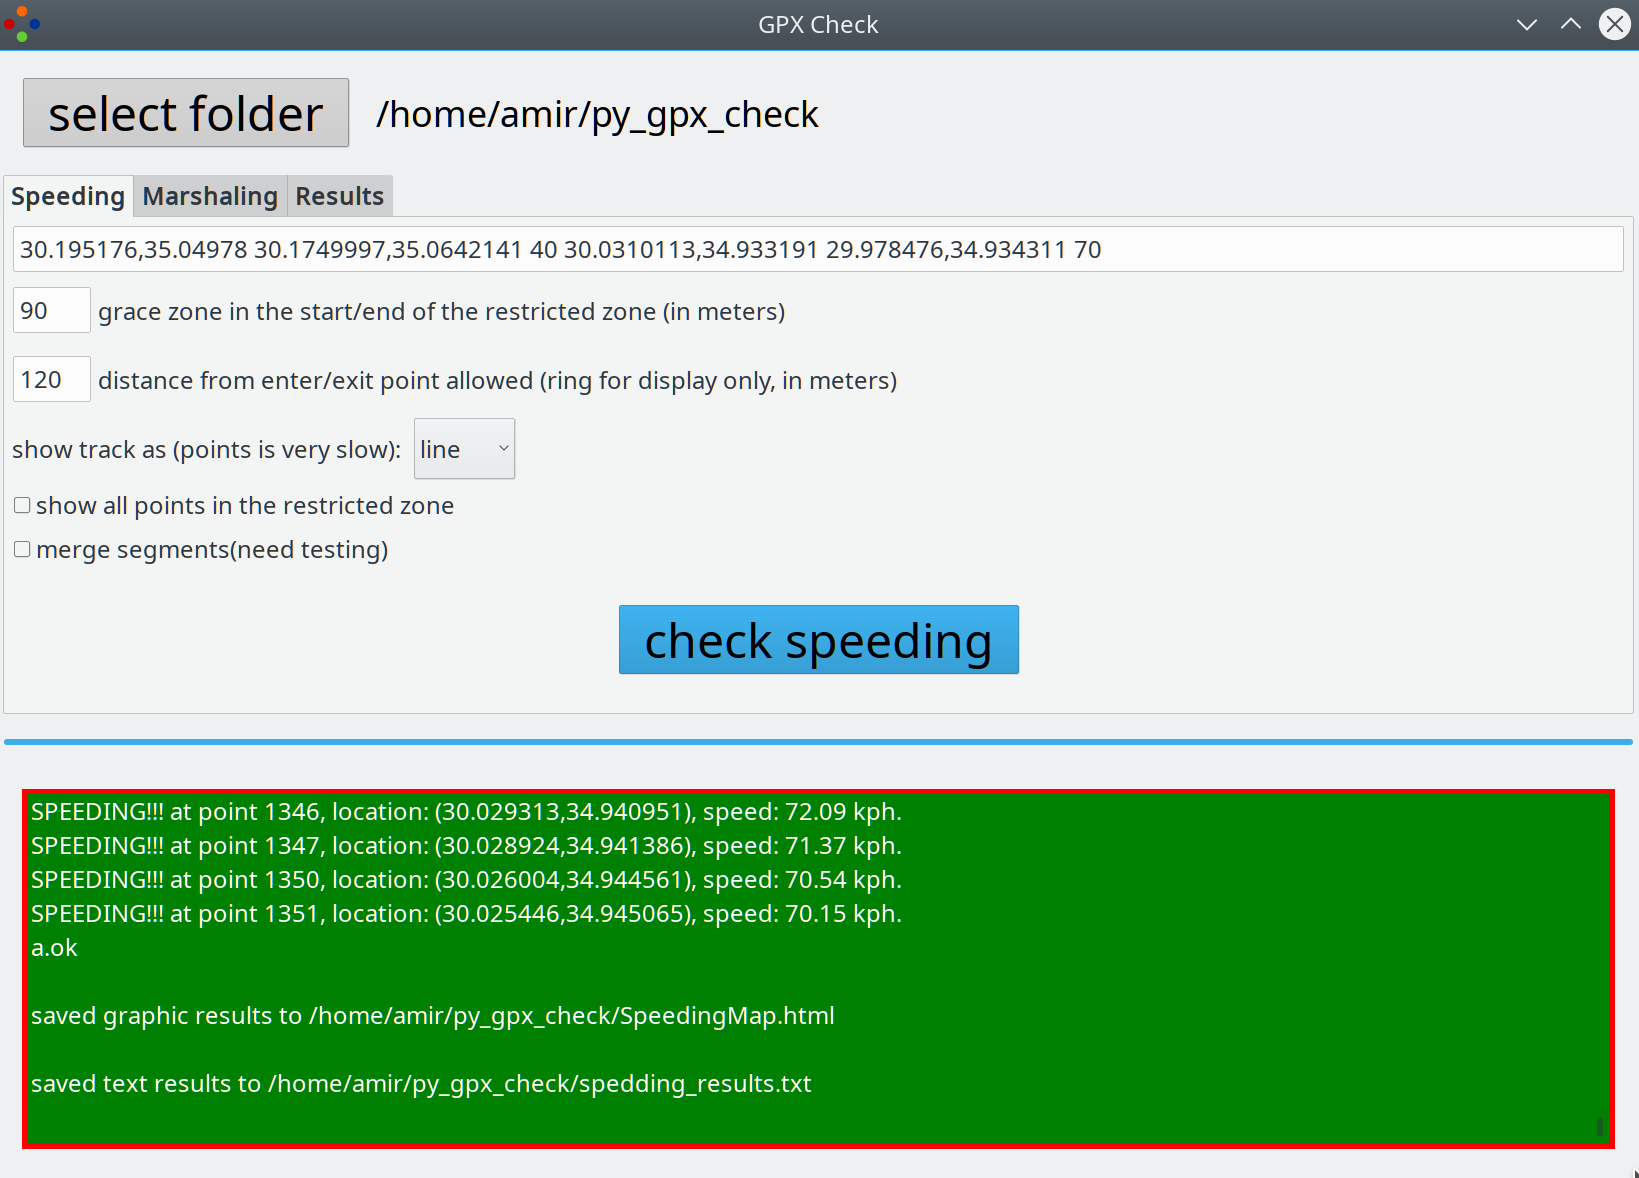 GPX Check
select folder /home/amir/py_gpx_check
Speeding Marshaling Results
30.195176,35.04978 30.1749997,35.0642141 40 30.0310113,34.933191 29.978476,34.934311 70
90 grace zone in the start/end of the restricted zone (in meters)
120 distance from enter/exit point allowed (ring for display only, in meters)
show track as (points is very slow): line
show all points in the restricted zone
merge segments(need testing)
check speeding
SPEEDING!!! at point 1346, location: (30.029313,34.940951), speed: 72.09 kph.
SPEEDING!!! at point 1347, location: (30.028924,34.941386), speed: 71.37 kph.
SPEEDING!!! at point 1350, location: (30.026004,34.944561), speed: 70.54 kph.
SPEEDING!!! at point 1351, location: (30.025446,34.945065), speed: 70.15 kph.
a.ok
saved graphic results to /home/amir/py_gpx_check/SpeedingMap.html
saved text results to /home/amir/py_gpx_check/spedding_results.txt